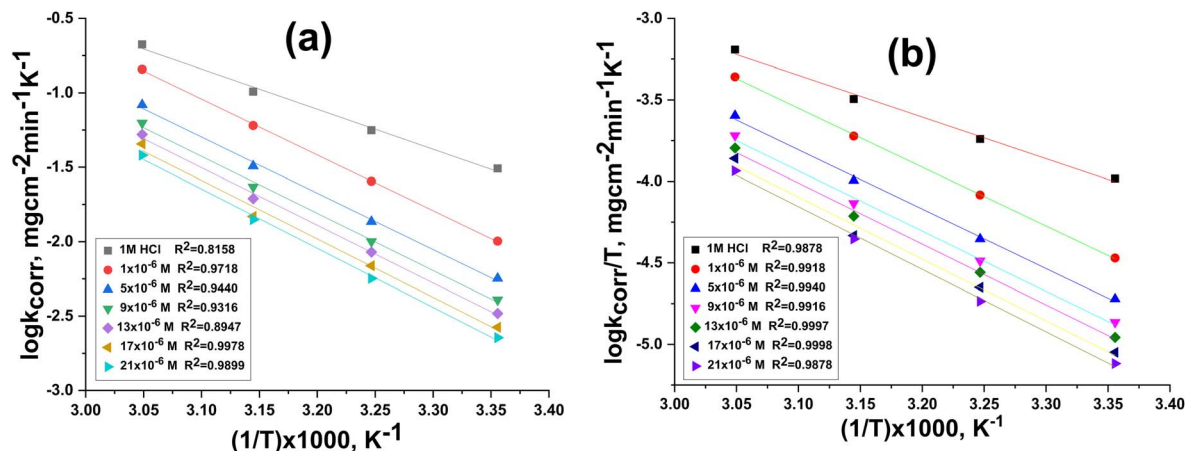 (a)
logk_corr, mgcm⁻²min⁻¹K⁻¹
-0.5
-1.0
-1.5
-2.0
-2.5
-3.0
1M HCl R²=0.8158
1x10⁻⁶ M R²=0.9718
5x10⁻⁶ M R²=0.9440
9x10⁻⁶ M R²=0.9316
13x10⁻⁶ M R²=0.8947
17x10⁻⁶ M R²=0.9978
21x10⁻⁶ M R²=0.9899
3.00 3.05 3.10 3.15 3.20 3.25 3.30 3.35 3.40
(1/T)x1000, K⁻¹
(b)
logk_corr/T, mgcm⁻²min⁻¹K⁻¹
-3.0
-3.5
-4.0
-4.5
-5.0
1M HCl R²=0.9878
1x10⁻⁶ M R²=0.9918
5x10⁻⁶ M R²=0.9940
9x10⁻⁶ M R²=0.9916
13x10⁻⁶ M R²=0.9997
17x10⁻⁶ M R²=0.9998
21x10⁻⁶ M R²=0.9878
3.00 3.05 3.10 3.15 3.20 3.25 3.30 3.35 3.40
(1/T)x1000, K⁻¹